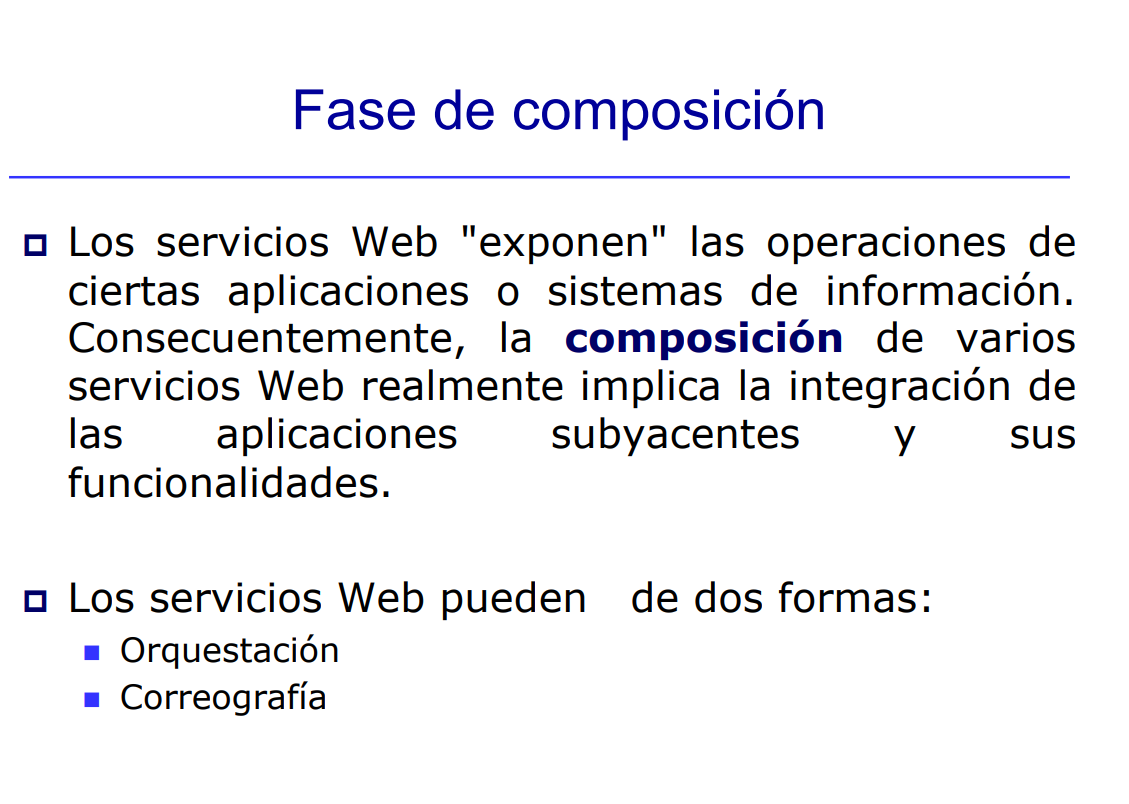 Fase de composición
Los servicios Web "exponen" las operaciones de
ciertas aplicaciones o sistemas de información.
Consecuentemente, la composición de varios
servicios Web realmente implica la integración de
las aplicaciones subyacentes y sus
funcionalidades.
Los servicios Web pueden de dos formas:
Orquestación
Correografía